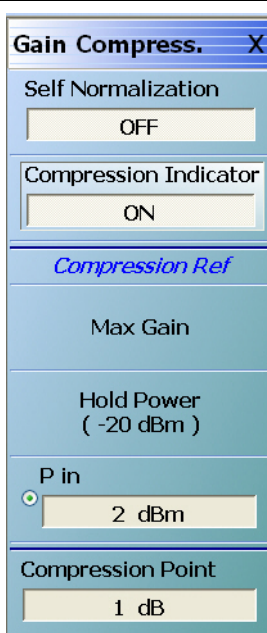 Gain Compress. X
Self Normalization
OFF
Compression Indicator
ON
Compression Ref
Max Gain
Hold Power
( -20 dBm )
P in
2 dBm
Compression Point
1 dB